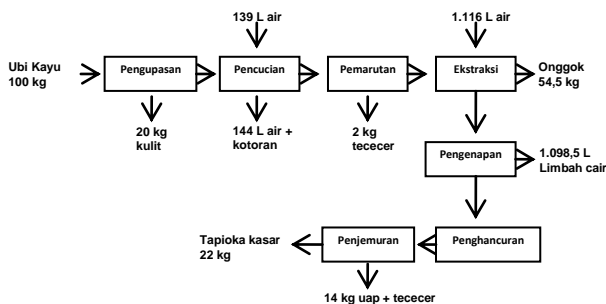 139 L air
1.116 L air
Ubi Kayu
100 kg
Pengupasan
Pencucian
Pemarutan
Ekstraksi
Onggok
54,5 kg
20 kg
kulit
144 L air +
kotoran
2 kg
tececer
Pengenapan
1.098,5 L
Limbah cair
Tapioka kasar
22 kg
Penjemuran
Penghancuran
14 kg uap + tececer